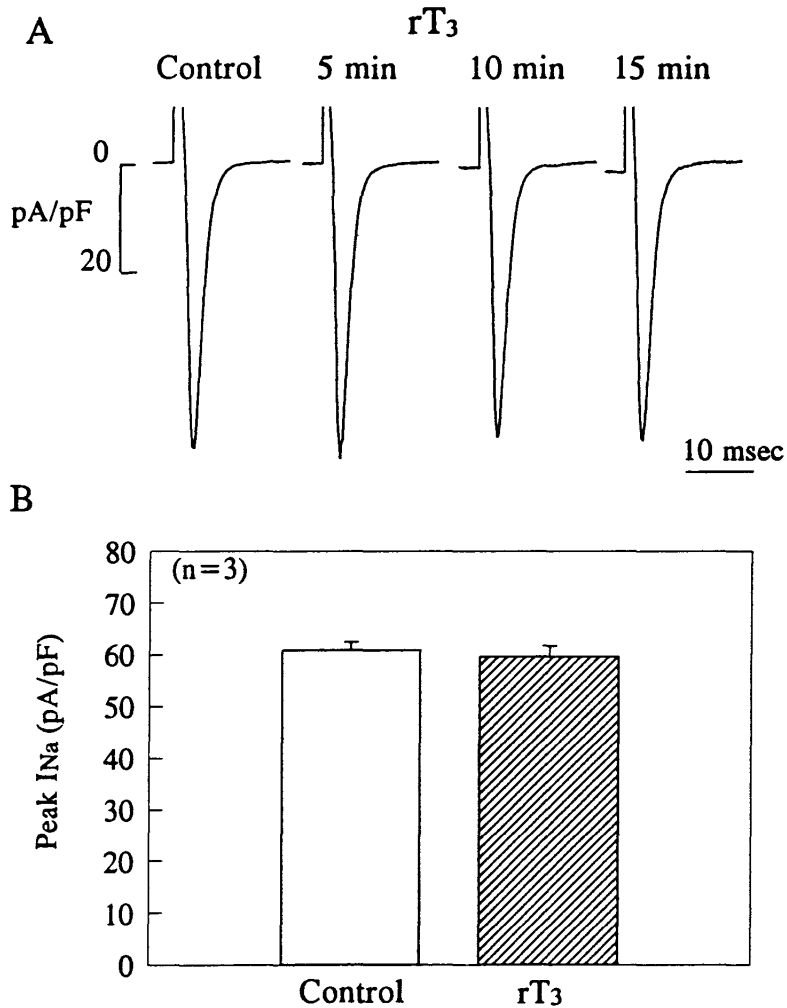 A
rT3
Control 5 min 10 min 15 min
0
pA/pF
20
10 msec
B
80
(n=3)
70
60
50
40
30
20
10
0
Peak INa (pA/pF)
Control rT3